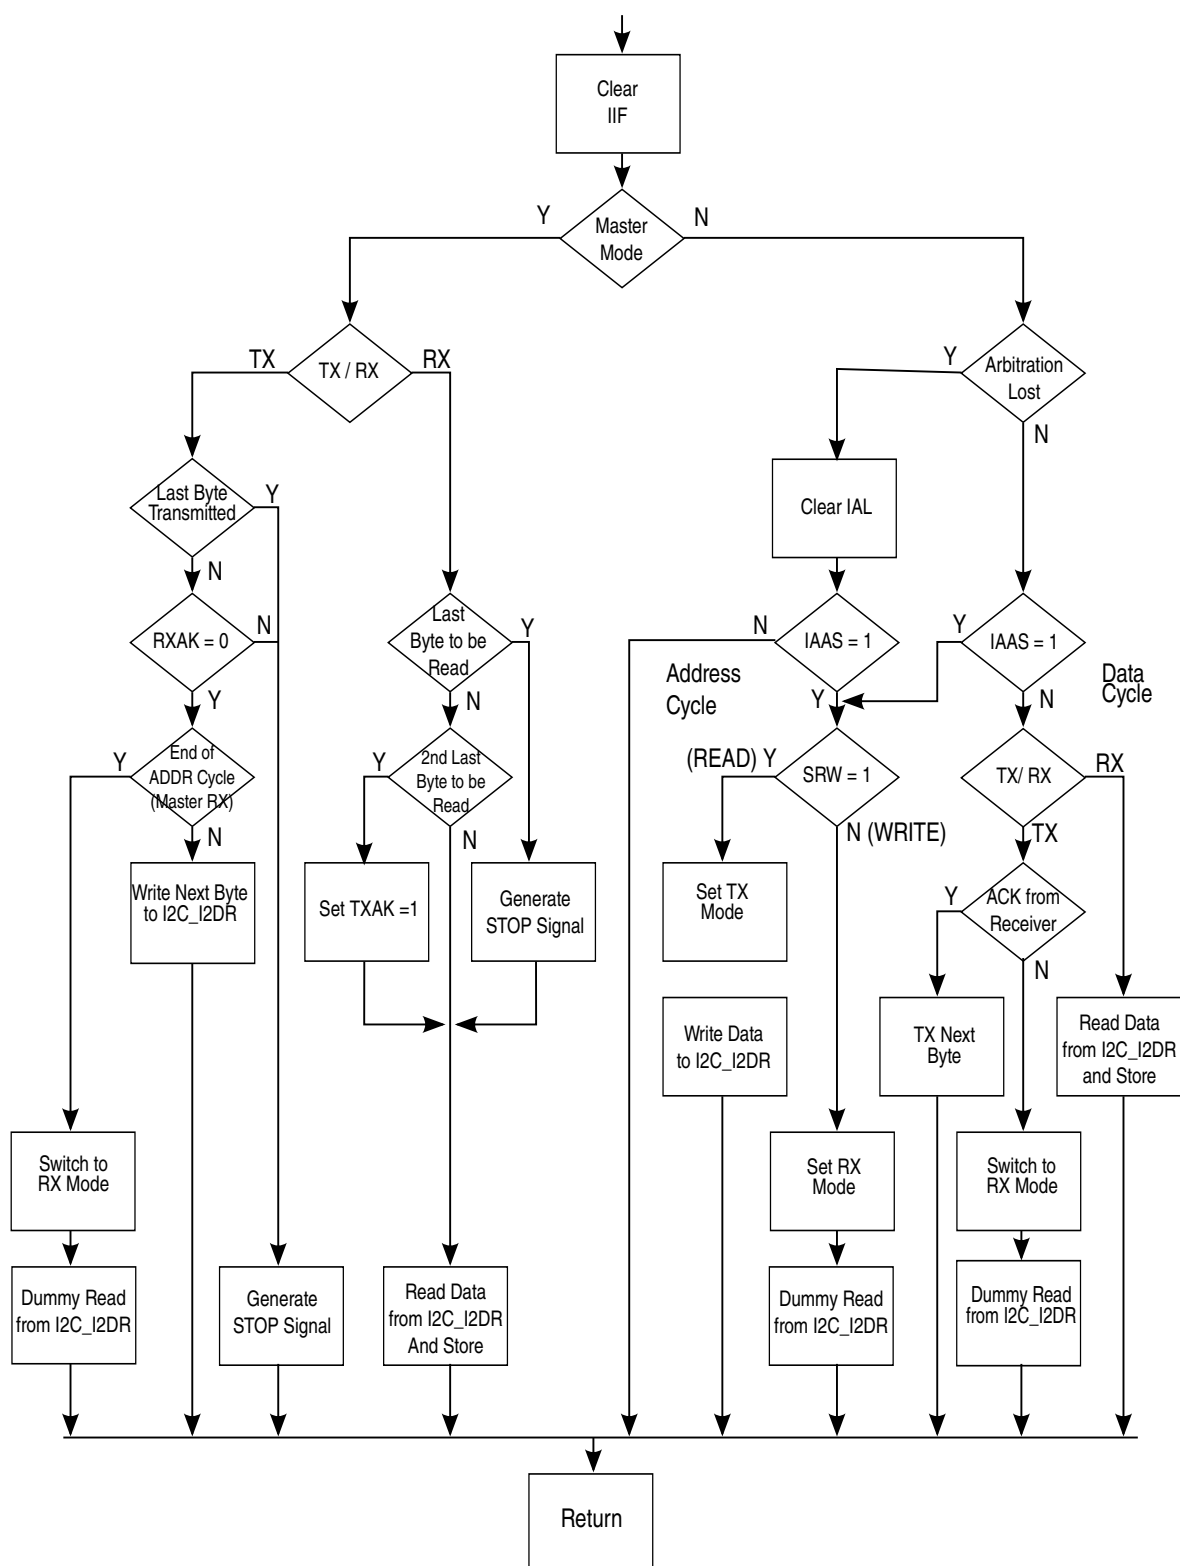 Clear
IIF
Y
N
Master
Mode
TX
TX / RX
RX
Y
Arbitration
Lost
N
Last Byte
Transmitted
Y
N
Clear IAL
RXAK = 0
N
Y
Last
Byte to be
Read
Y
N
N
IAAS = 1
Y
Y
IAAS = 1
N
Address
Cycle
Data
Cycle
Y
End of
ADDR Cycle
(Master RX)
N
Y
2nd Last
Byte to be
Read
N
(READ) Y
SRW = 1
N (WRITE)
TX/ RX
RX
TX
Write Next Byte
to I2C_I2DR
Set TXAK =1
Generate
STOP Signal
Set TX
Mode
Y
ACK from
Receiver
N
Write Data
to I2C_I2DR
TX Next
Byte
Read Data
from I2C_I2DR
and Store
Switch to
RX Mode
Set RX
Mode
Switch to
RX Mode
Dummy Read
from I2C_I2DR
Generate
STOP Signal
Read Data
from I2C_I2DR
And Store
Dummy Read
from I2C_I2DR
Dummy Read
from I2C_I2DR
Return